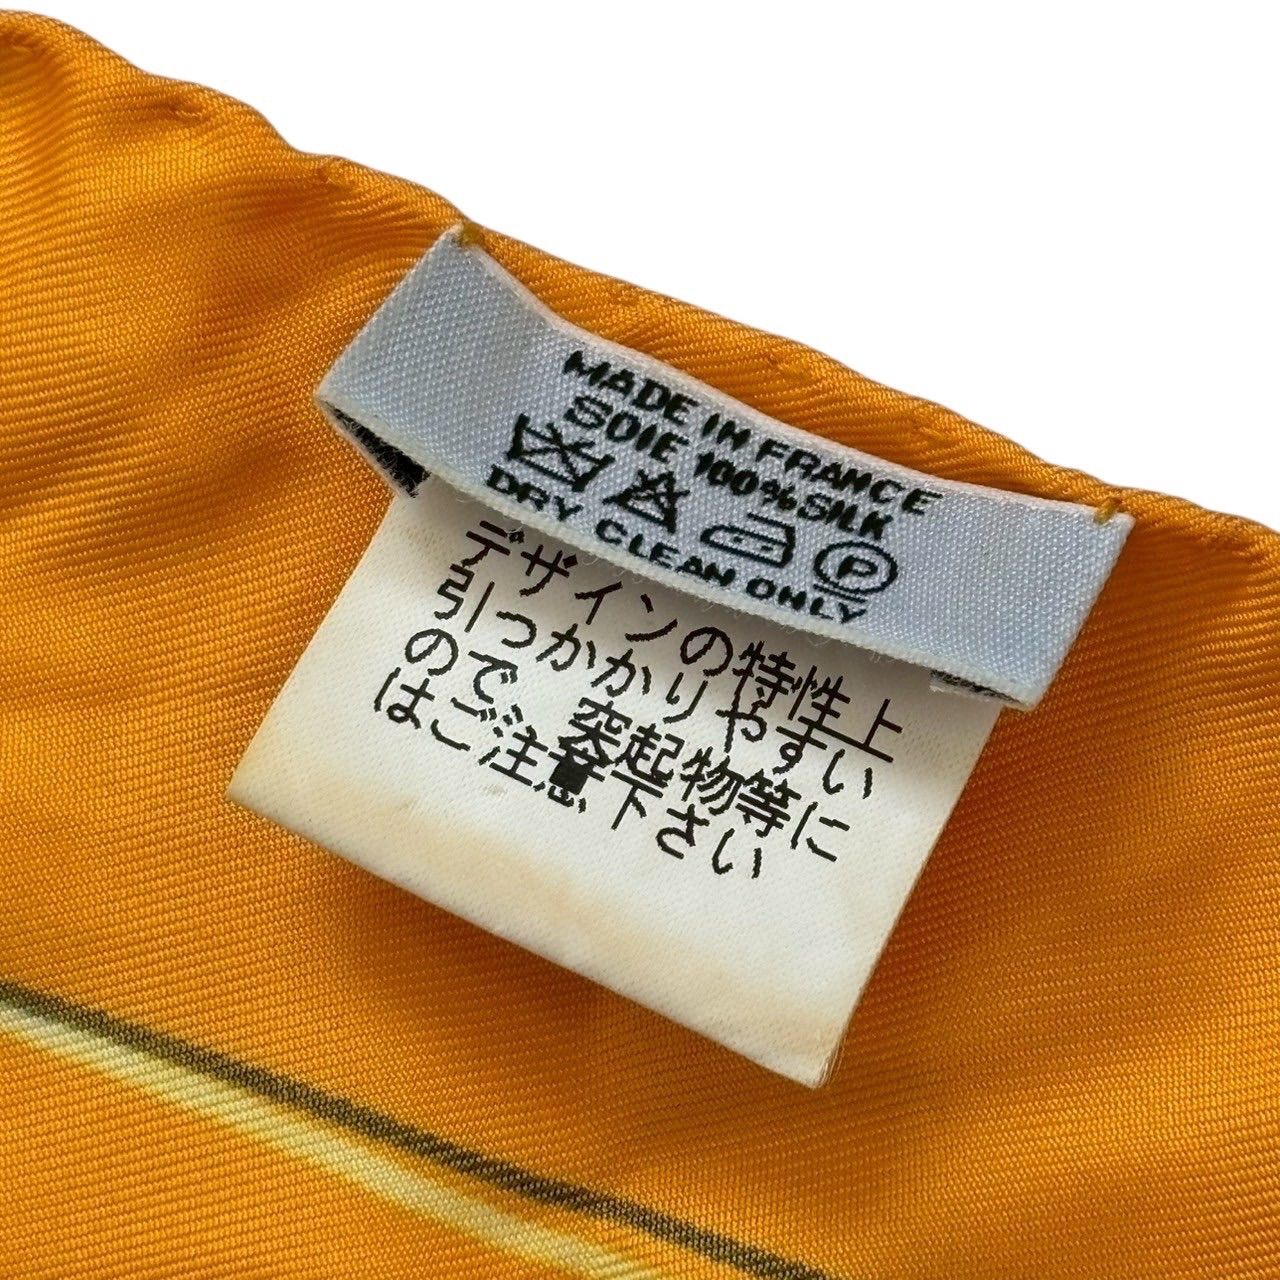 MADE IN FRANCE
SOIE 100% SILK
P
DRY CLEAN ONLY
デザインの特性上
引つかかりやすい
ので、突起物等に
はご注意下さい